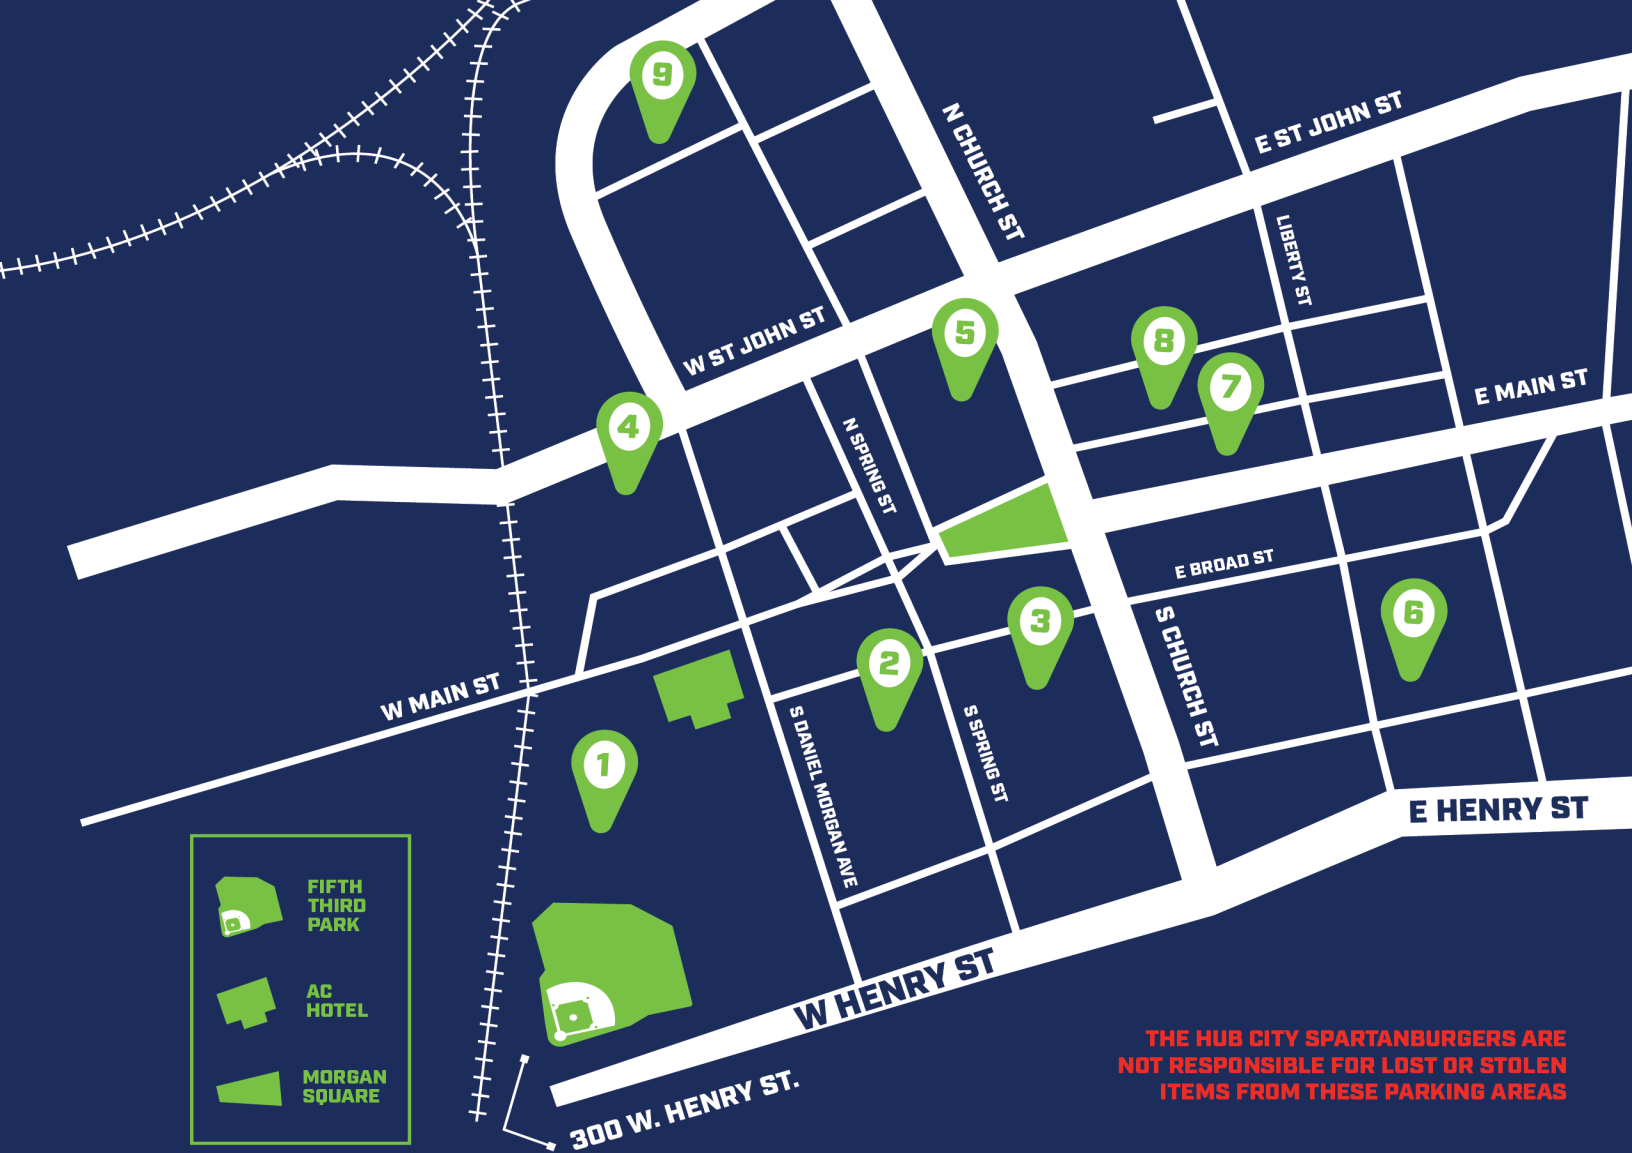 9
N CHURCH ST
E ST JOHN ST
LIBERTY ST
W ST JOHN ST
5
8
7
E MAIN ST
4
N SPRING ST
E BROAD ST
6
3
2
S CHURCH ST
W MAIN ST
1
S DANIEL MORGAN AVE
S SPRING ST
E HENRY ST
FIFTH
THIRD
PARK
AC
HOTEL
MORGAN
SQUARE
W HENRY ST
300 W. HENRY ST.
THE HUB CITY SPARTANBURGERS ARE
NOT RESPONSIBLE FOR LOST OR STOLEN
ITEMS FROM THESE PARKING AREAS